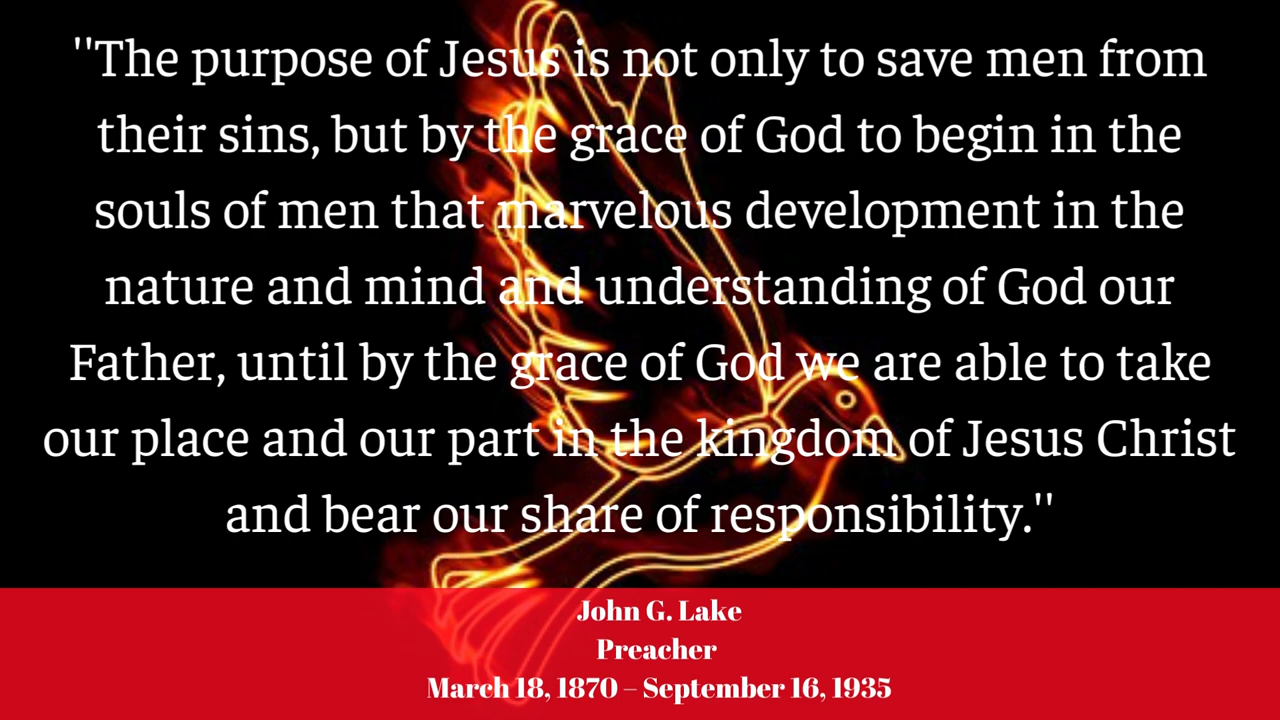 "The purpose of Jesus is not only to save men from
their sins, but by the grace of God to begin in the
souls of men that marvelous development in the
nature and mind and understanding of God our
Father, until by the grace of God we are able to take
our place and our part in the kingdom of Jesus Christ
and bear our share of responsibility."
John G. Lake
Preacher
March 18, 1870 – September 16, 1935